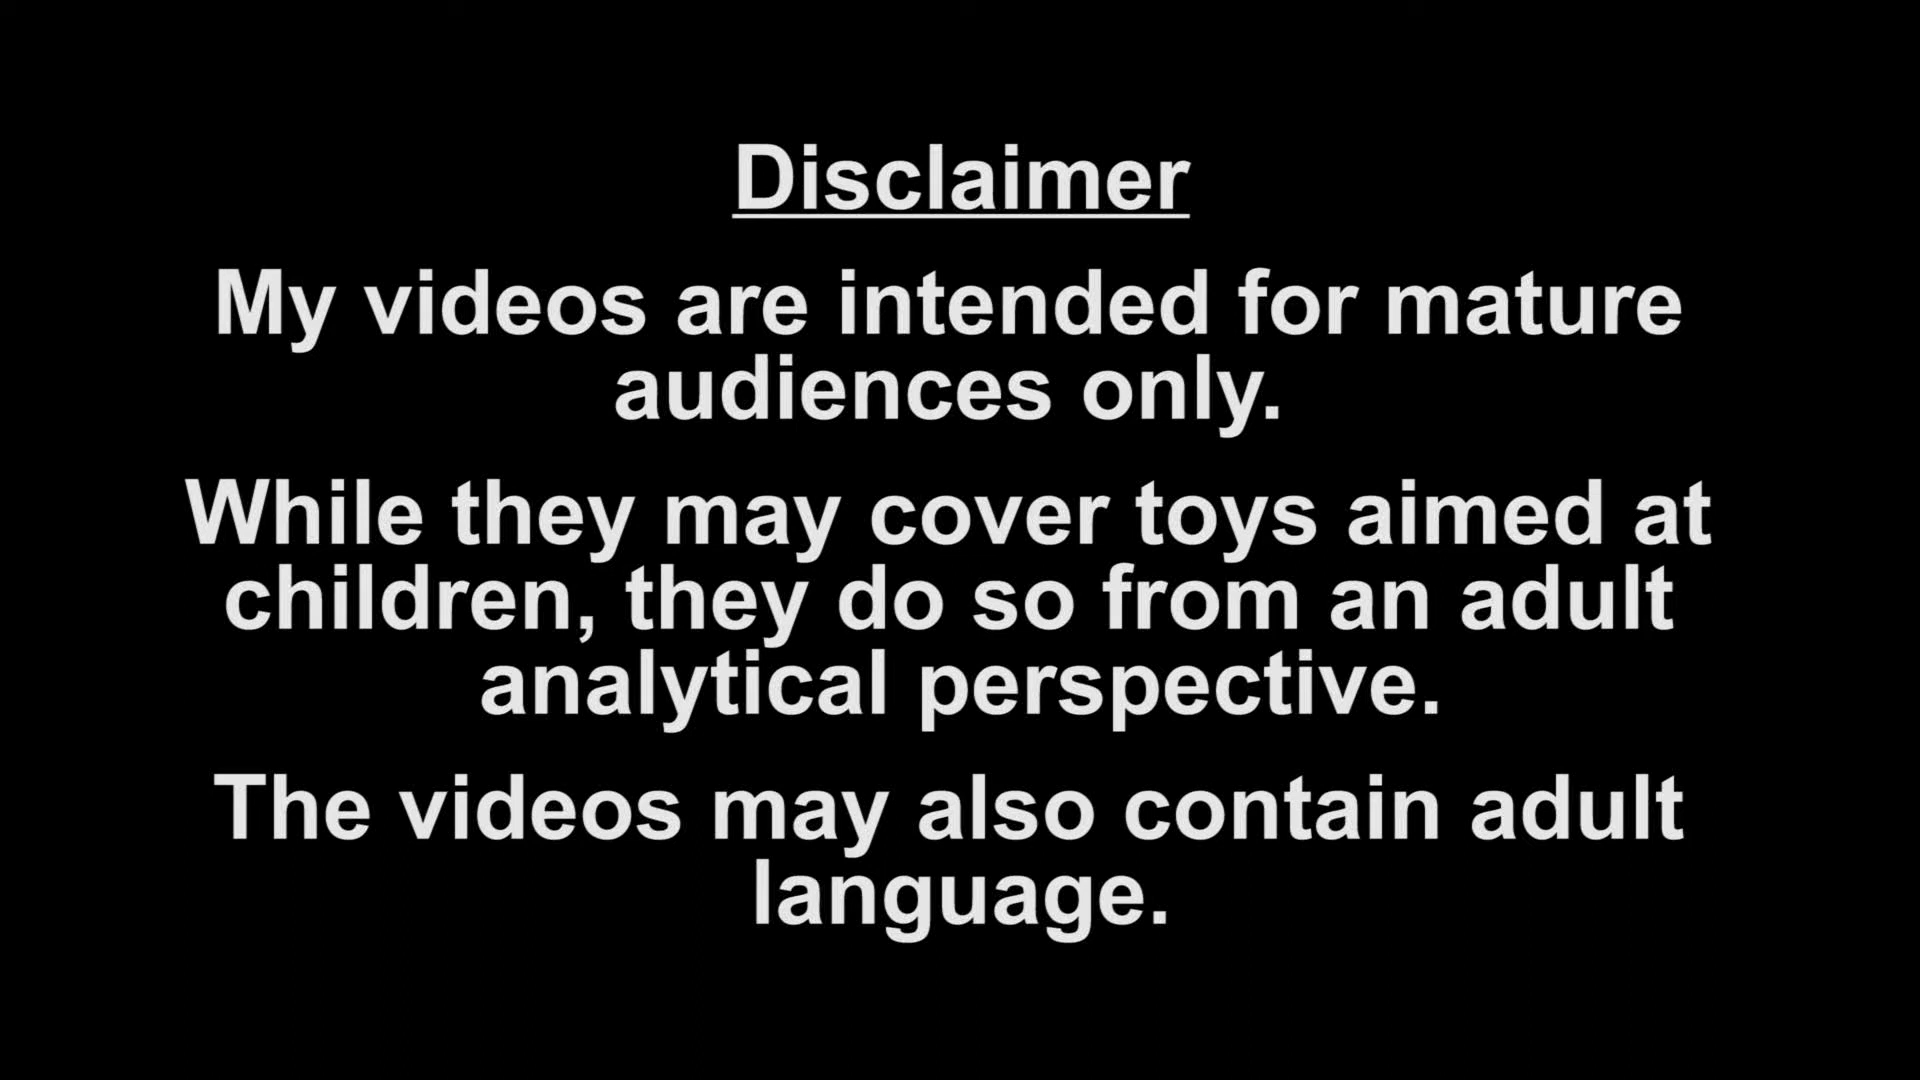 Disclaimer
My videos are intended for mature
audiences only.
While they may cover toys aimed at
children, they do so from an adult
analytical perspective.
The videos may also contain adult
language.